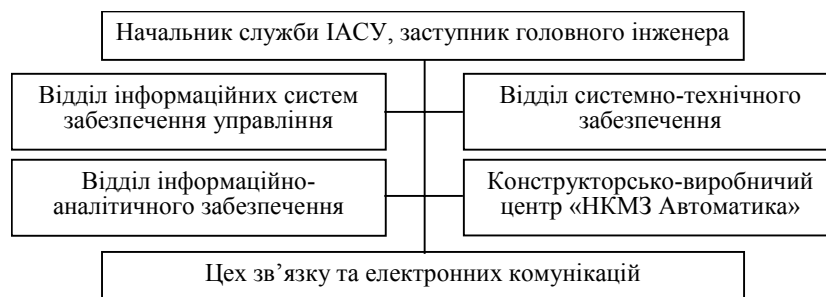 Начальник служби ІАСУ, заступник головного інженера
Відділ інформаційних систем
забезпечення управління
Відділ системно-технічного
забезпечення
Відділ інформаційно-
аналітичного забезпечення
Конструкторсько-виробничий
центр «НКМЗ Автоматика»
Цех зв’язку та електронних комунікацій